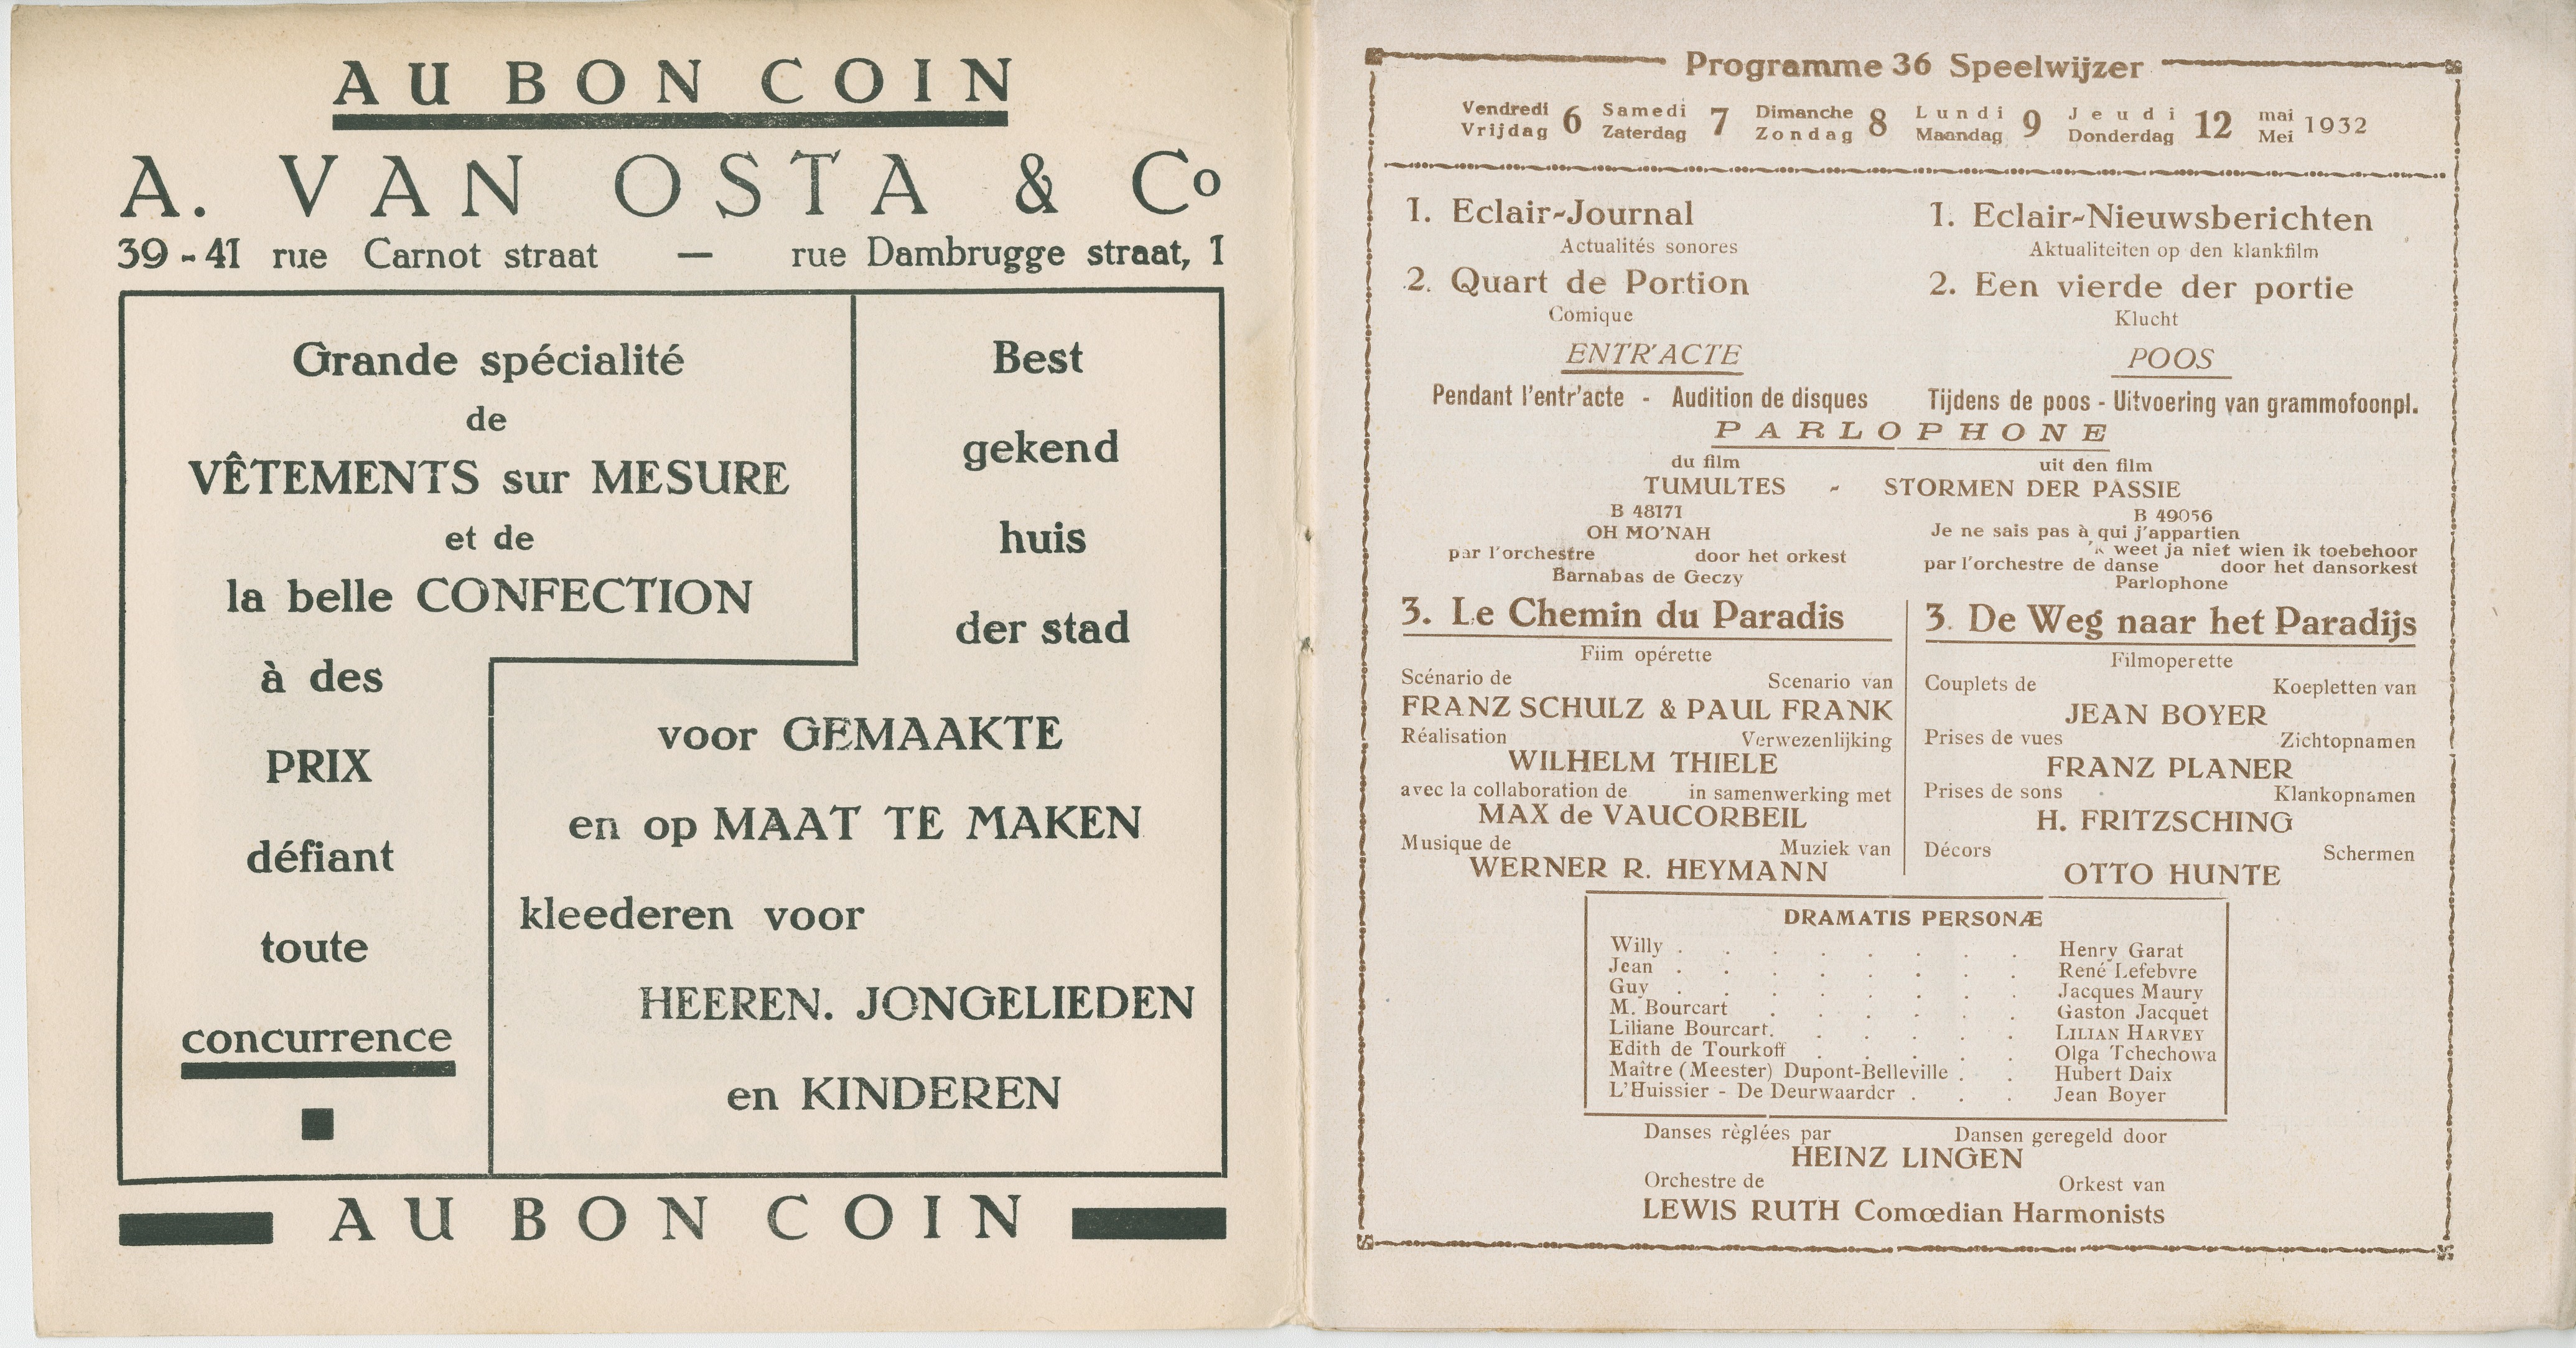 AU BON COIN
A. VAN OSTA & Co
39-41 rue Carnot straat — rue Dambrugge straat, 1
Grande spécialité
de
VÊTEMENTS sur MESURE
et de
la belle CONFECTION
à des
PRIX
défiant
toute
concurrence
Best
gekend
huis
der stad
voor GEMAAKTE
en op MAAT TE MAKEN
kleederen voor
HEEREN. JONGELIEDEN
en KINDEREN
AU BON COIN
Programme 36 Speelwijzer
Vendredi 6 Samedi 7 Dimanche 8 Lundi 9 Jeudi 12 mai 1932
Vrijdag Zaterdag Zondag Maandag Donderdag Mei
1. Eclair-Journal
Actualités sonores
2. Quart de Portion
Comique
ENTR'ACTE
Pendant l'entr'acte - Audition de disques
1. Eclair-Nieuwsberichten
Aktualiteiten op den klankfilm
2. Een vierde der portie
Klucht
POOS
Tijdens de poos - Uitvoering van grammofoonpl.
PARLOPHONE
du film uit den film
TUMULTES - STORMEN DER PASSIE
B 48171
OH MO'NAH
par l'orchestre door het orkest
Barnabas de Geczy
B 49056
Je ne sais pas à qui j'appartien
'k weet ja niet wien ik toebehoor
par l'orchestre de danse door het dansorkest
Parlophone
3. Le Chemin du Paradis
Fiim opérette
Scénario de Scenario van
FRANZ SCHULZ & PAUL FRANK
Réalisation Verwezenlijking
WILHELM THIELE
avec la collaboration de in samenwerking met
MAX de VAUCORBEIL
Musique de Muziek van
WERNER R. HEYMANN
3. De Weg naar het Paradijs
Filmoperette
Couplets de Koepletten van
JEAN BOYER
Prises de vues Zichtopnamen
FRANZ PLANER
Prises de sons Klankopnamen
H. FRITZSCHING
Décors Schermen
OTTO HUNTE
DRAMATIS PERSONÆ
Willy . . . . . . . . Henry Garat
Jean . . . . . . . . René Lefebvre
Guy . . . . . . . . Jacques Maury
M. Bourcart . . . . . . Gaston Jacquet
Liliane Bourcart. . . . . . LILIAN HARVEY
Edith de Tourkoff . . . . . Olga Tchechowa
Maître (Meester) Dupont-Belleville . . Hubert Daix
L'Huissier - De Deurwaarder . . . Jean Boyer
Danses règlées par Dansen geregeld door
HEINZ LINGEN
Orchestre de Orkest van
LEWIS RUTH Comœdian Harmonists